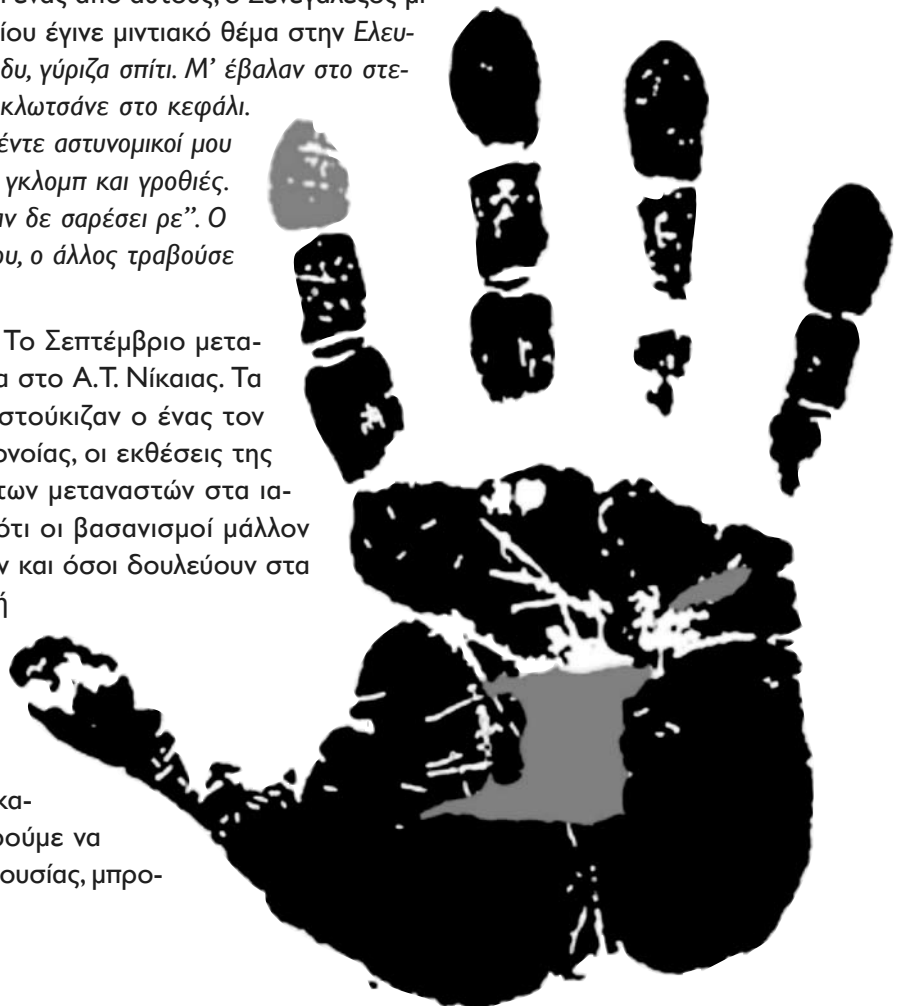 ένας από αυτούς, ο Σενεγαλέζος μι-
ίου έγινε μιντιακό θέμα στην Ελευ-
δυ, γύριζα σπίτι. Μ’ έβαλαν στο στε-
κλωτσάνε στο κεφάλι.
έντε αστυνομικοί μου
γκλομπ και γροθιές.
ν δε σαρέσει ρε”. Ο
ου, ο άλλος τραβούσε
Το Σεπτέμβριο μετα-
α στο Α.Τ. Νίκαιας. Τα
στούκιζαν ο ένας τον
ονοίας, οι εκθέσεις της
των μεταναστών στα ια-
ότι οι βασανισμοί μάλλον
ν και όσοι δουλεύουν στα
ή
κα-
ρούμε να
ουσίας, μπρο-